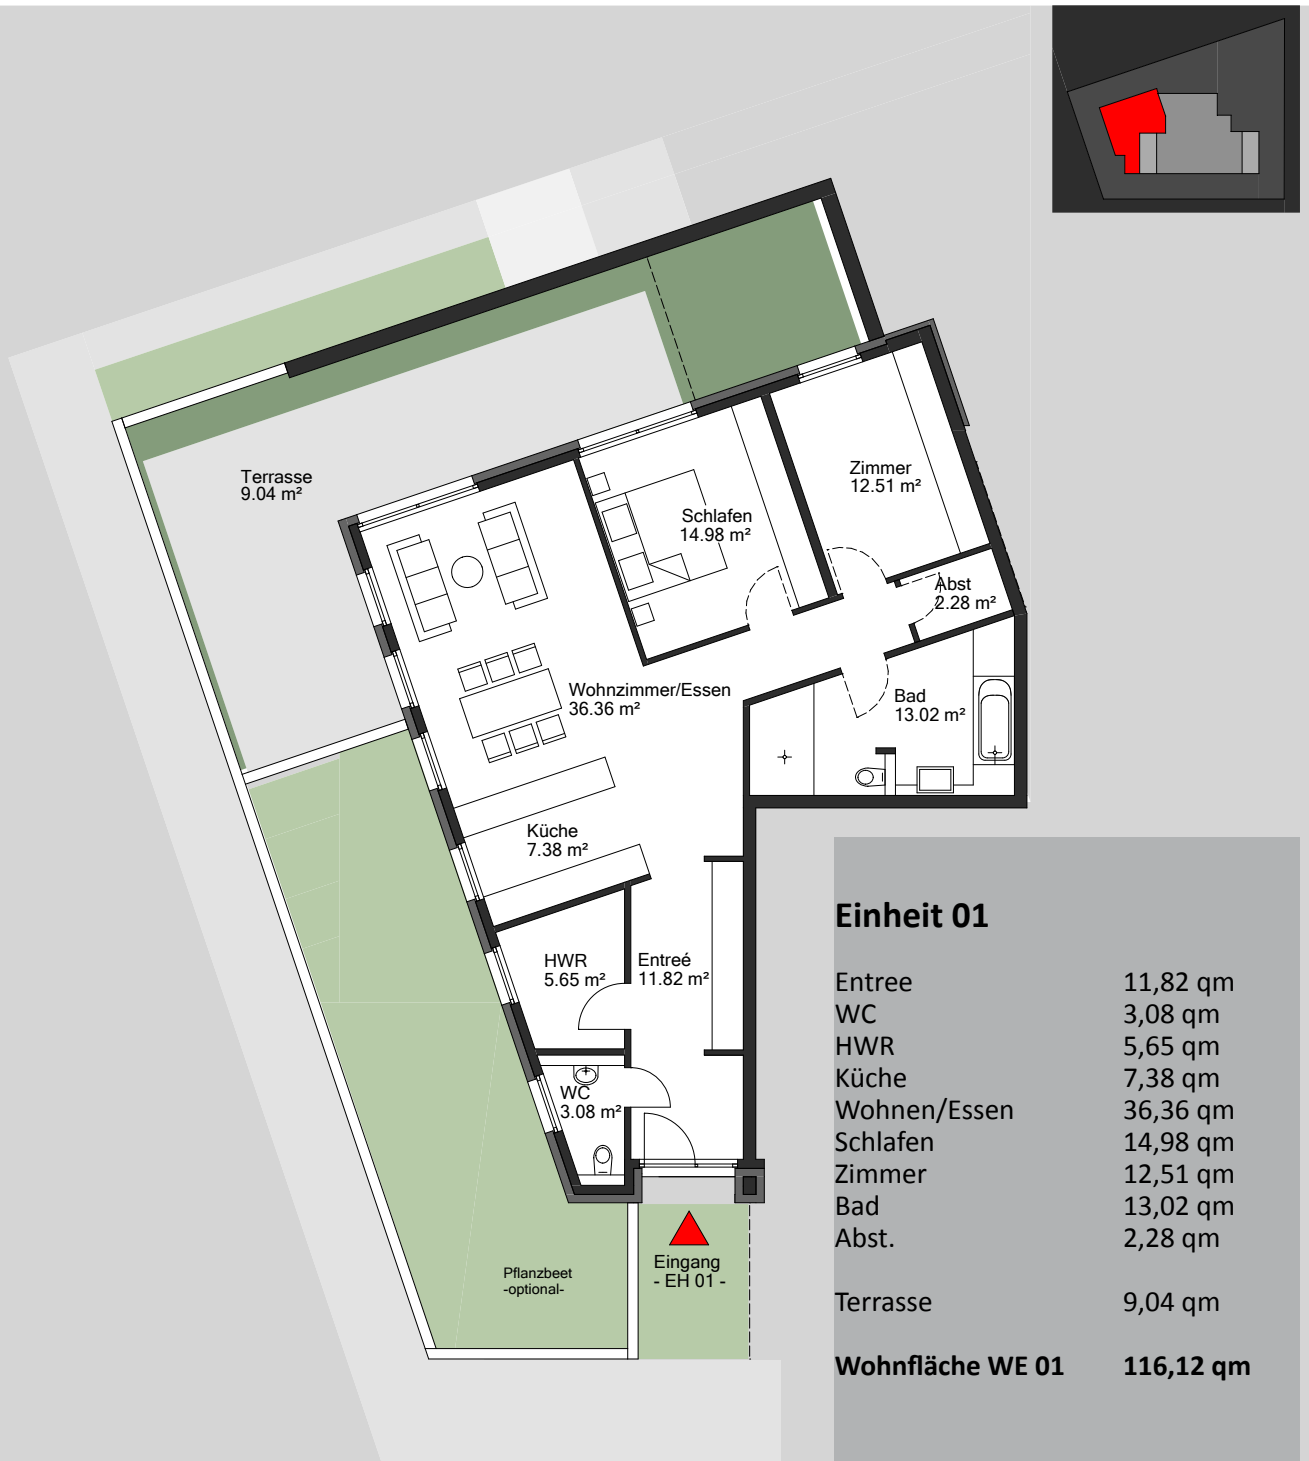 Terrasse
9.04 m²
Zimmer
12.51 m²
Schlafen
14.98 m²
Abst
2.28 m²
Wohnzimmer/Essen
36.36 m²
Bad
13.02 m²
Küche
7.38 m²
HWR
5.65 m²
Entreé
11.82 m²
WC
3.08 m²
Pflanzbeet
-optional-
Eingang
- EH 01 -
Einheit 01
Entree 11,82 qm
WC 3,08 qm
HWR 5,65 qm
Küche 7,38 qm
Wohnen/Essen 36,36 qm
Schlafen 14,98 qm
Zimmer 12,51 qm
Bad 13,02 qm
Abst. 2,28 qm
Terrasse 9,04 qm
Wohnfläche WE 01 116,12 qm